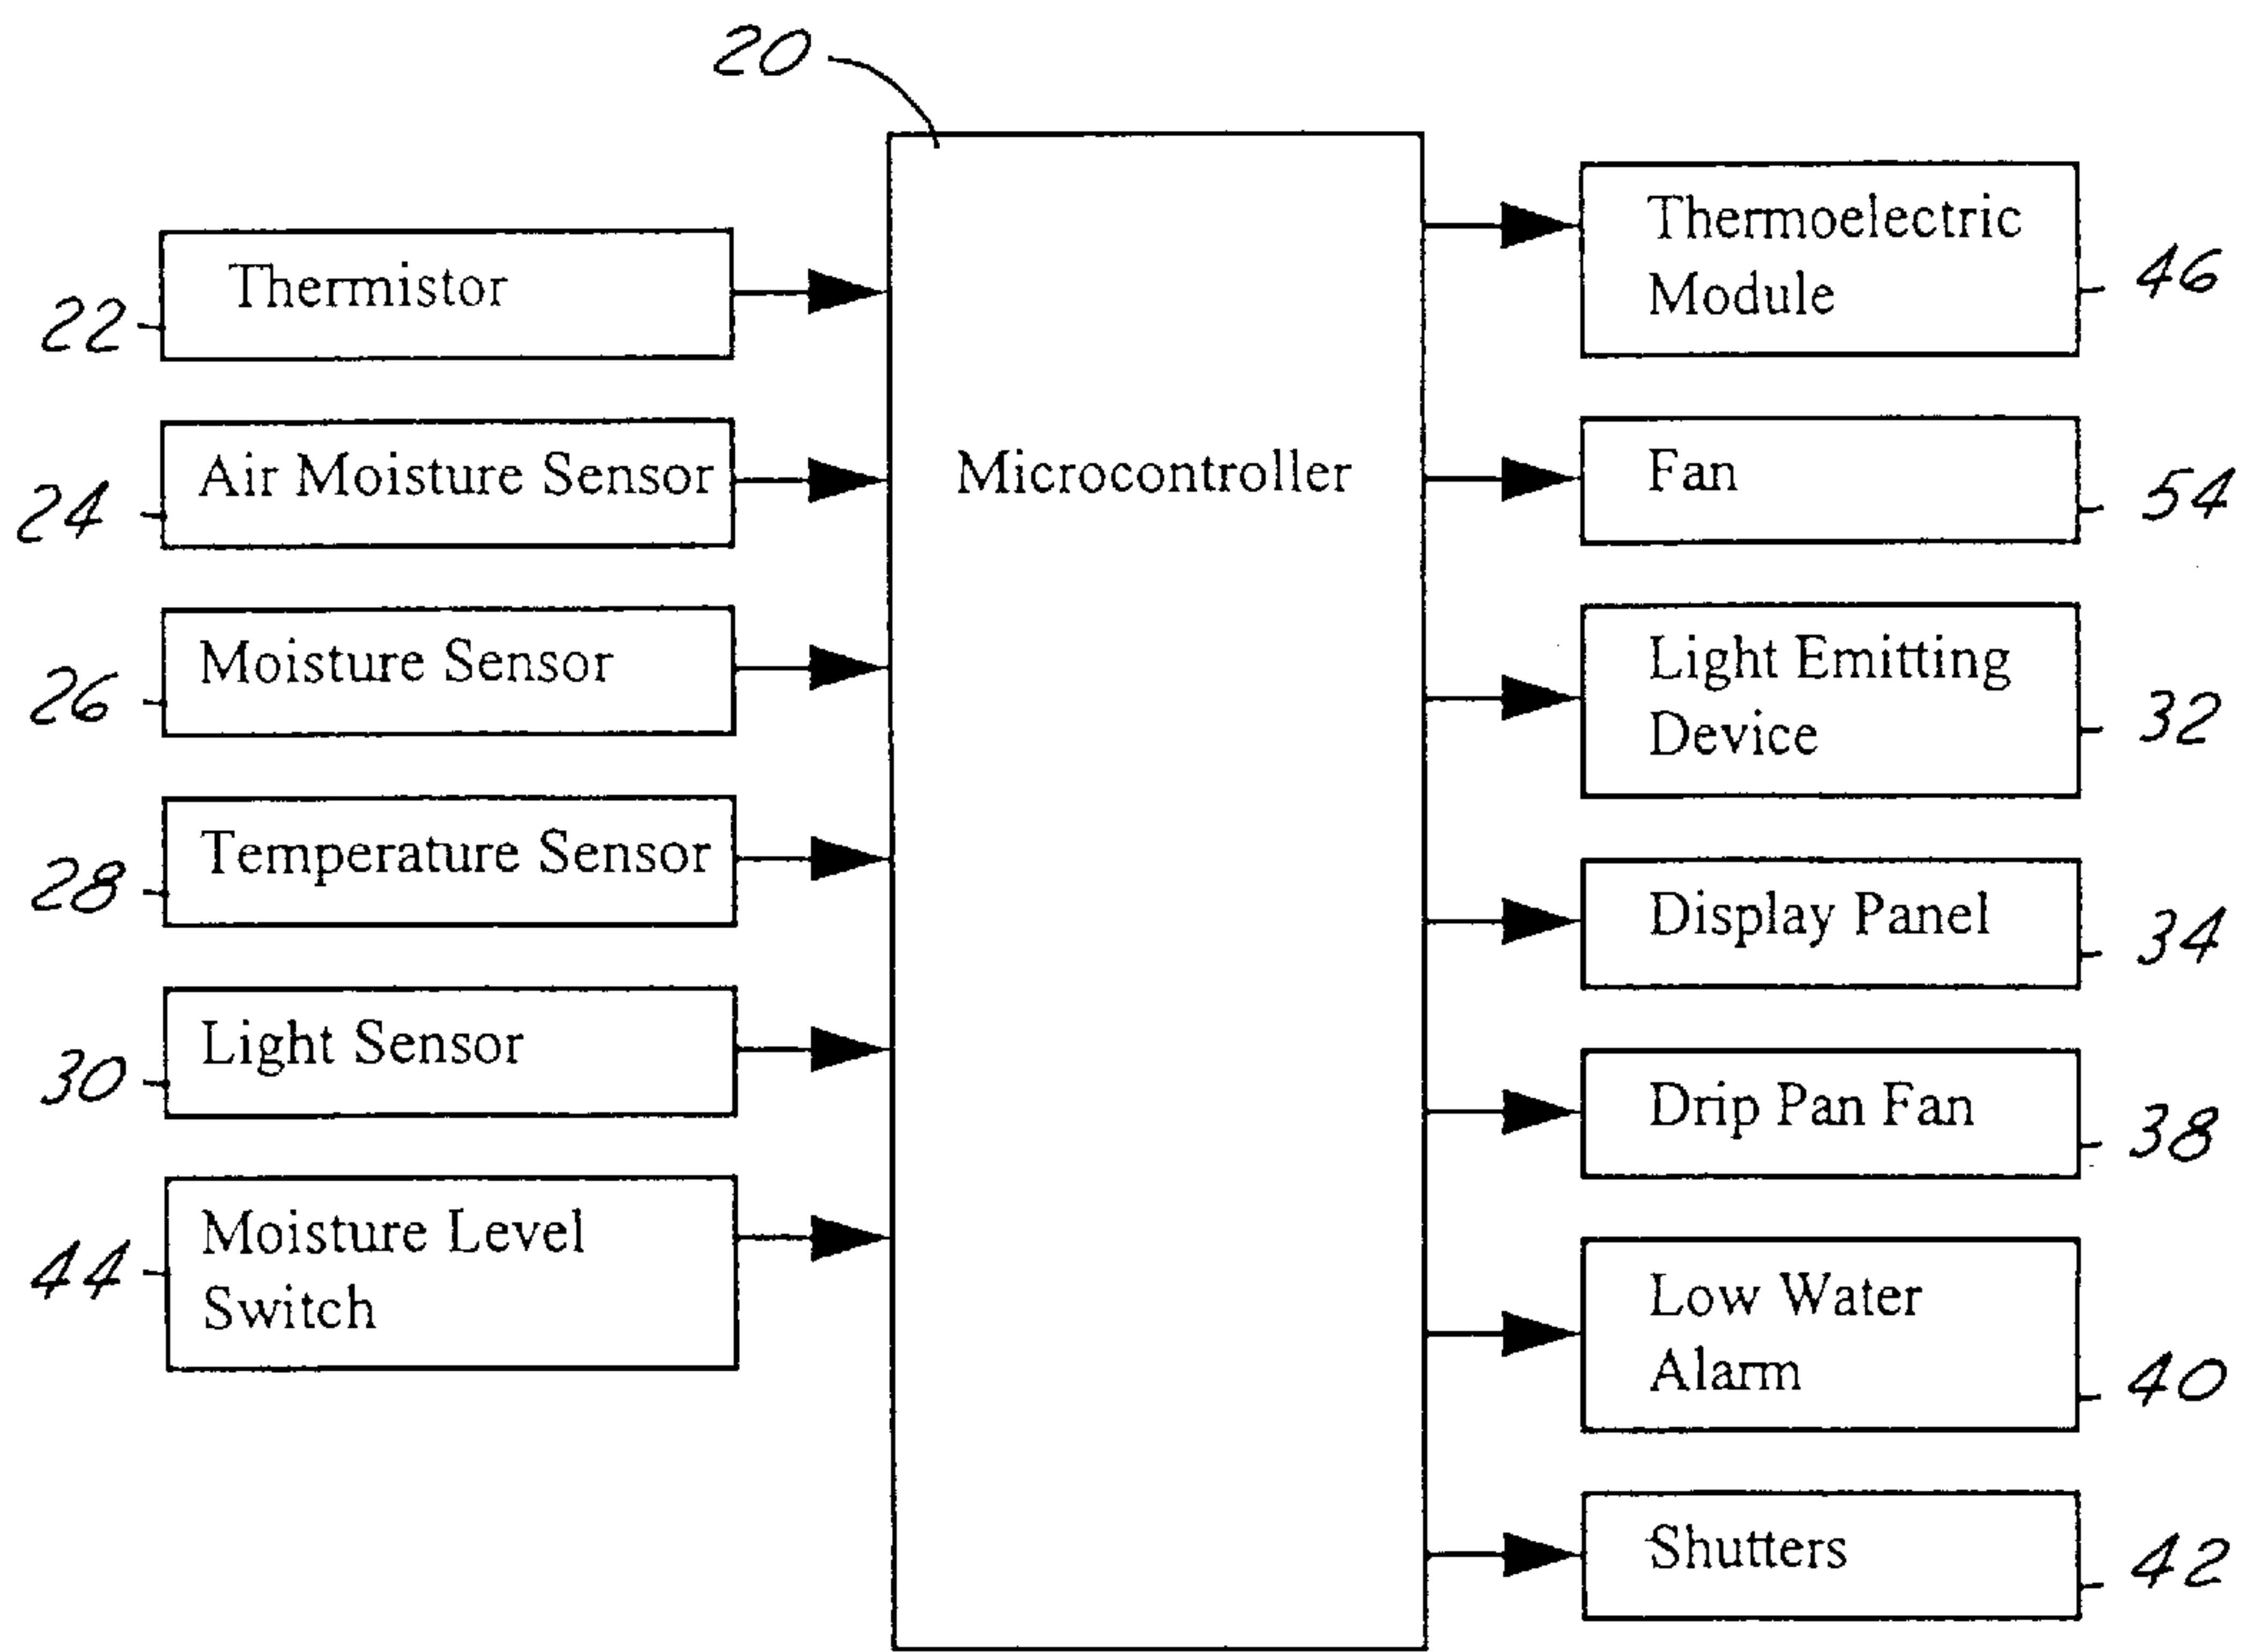 20
Thermistor
22
Air Moisture Sensor
24
Moisture Sensor
26
Temperature Sensor
28
Light Sensor
30
Moisture Level
Switch
44
Microcontroller
Thermoelectric
Module
46
Fan
54
Light Emitting
Device
32
Display Panel
34
Drip Pan Fan
38
Low Water
Alarm
40
Shutters
42